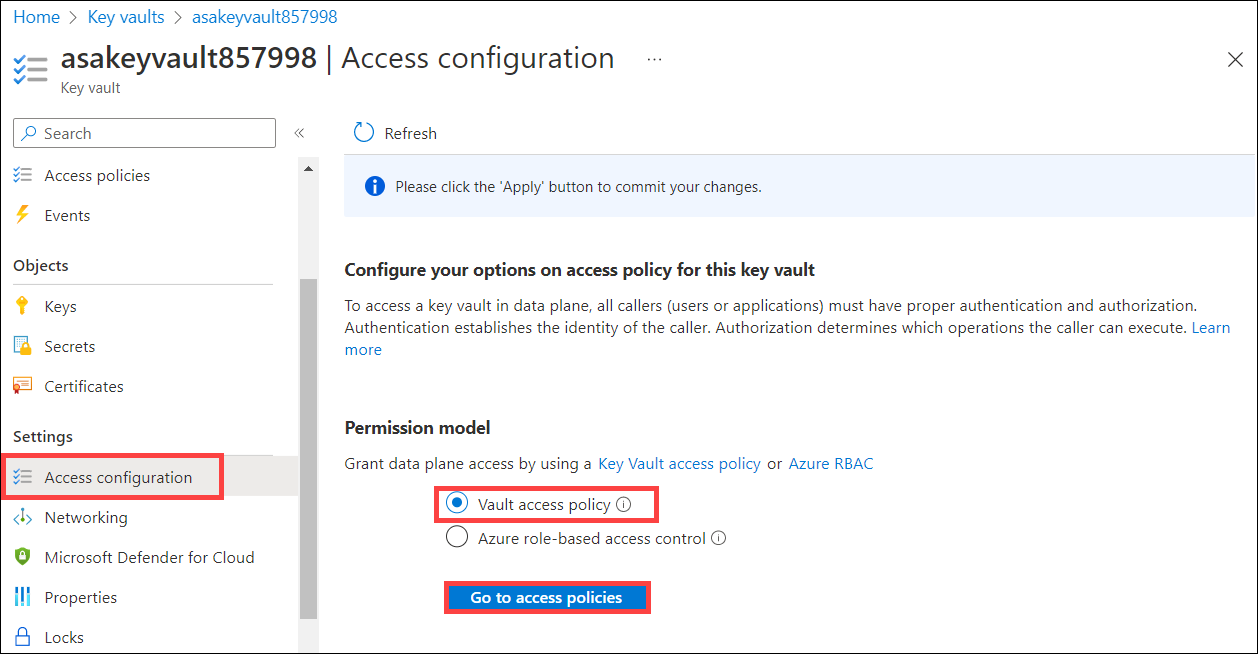 Home > Key vaults > asakeyvault857998
asakeyvault857998 | Access configuration ...
Key vault
Search «
Access policies
Events
Objects
Keys
Secrets
Certificates
Settings
Access configuration
Networking
Microsoft Defender for Cloud
Properties
Locks
Refresh
Please click the 'Apply' button to commit your changes.
Configure your options on access policy for this key vault
To access a key vault in data plane, all callers (users or applications) must have proper authentication and authorization.
Authentication establishes the identity of the caller. Authorization determines which operations the caller can execute. Learn
more
Permission model
Grant data plane access by using a Key Vault access policy or Azure RBAC
Vault access policy
Azure role-based access control
Go to access policies